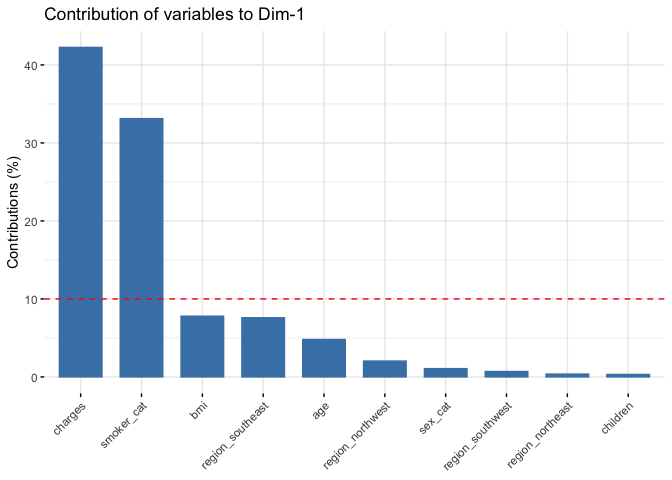 Contribution of variables to Dim-1
Contributions (%)
40
30
20
10
0
charges
smoker_cat
bmi
region_southeast
age
region_northwest
sex_cat
region_southwest
region_northeast
children